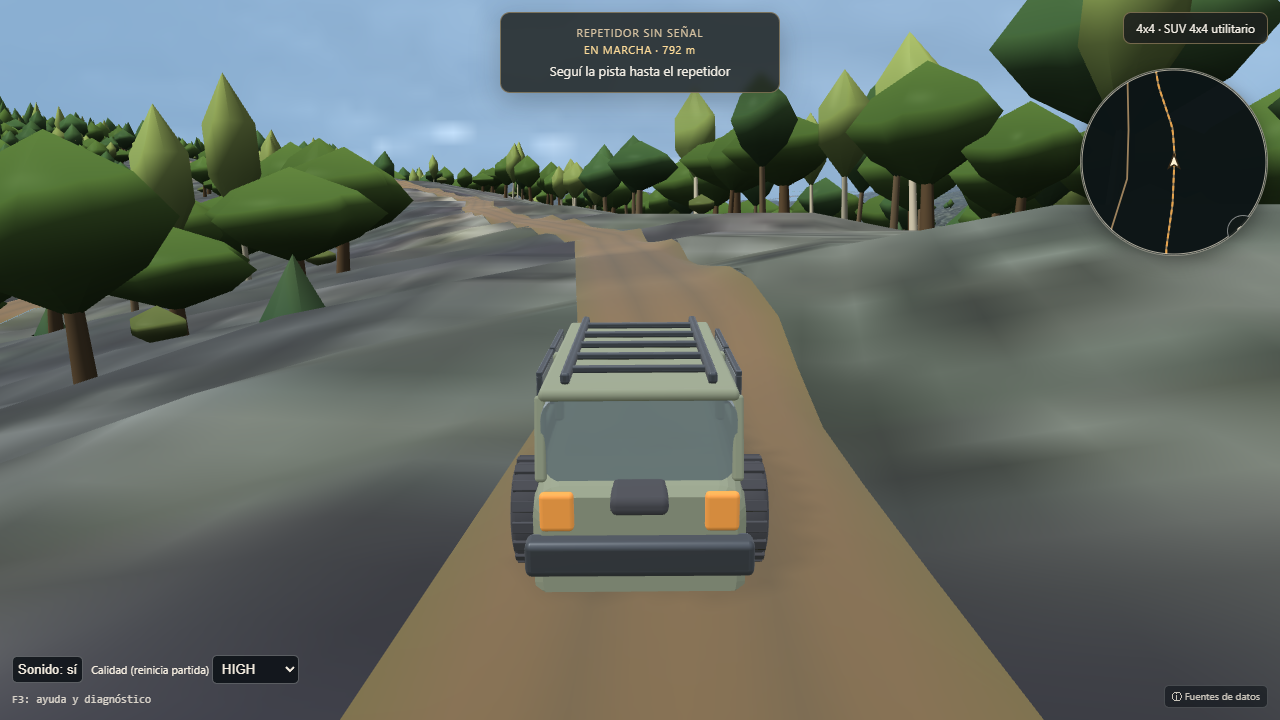 REPETIDOR SIN SEÑAL
EN MARCHA · 792 m
Seguí la pista hasta el repetidor
4x4 · SUV 4x4 utilitario
Sonido: sí
Calidad (reinicia partida)
HIGH
F3: ayuda y diagnóstico
ⓘ Fuentes de datos